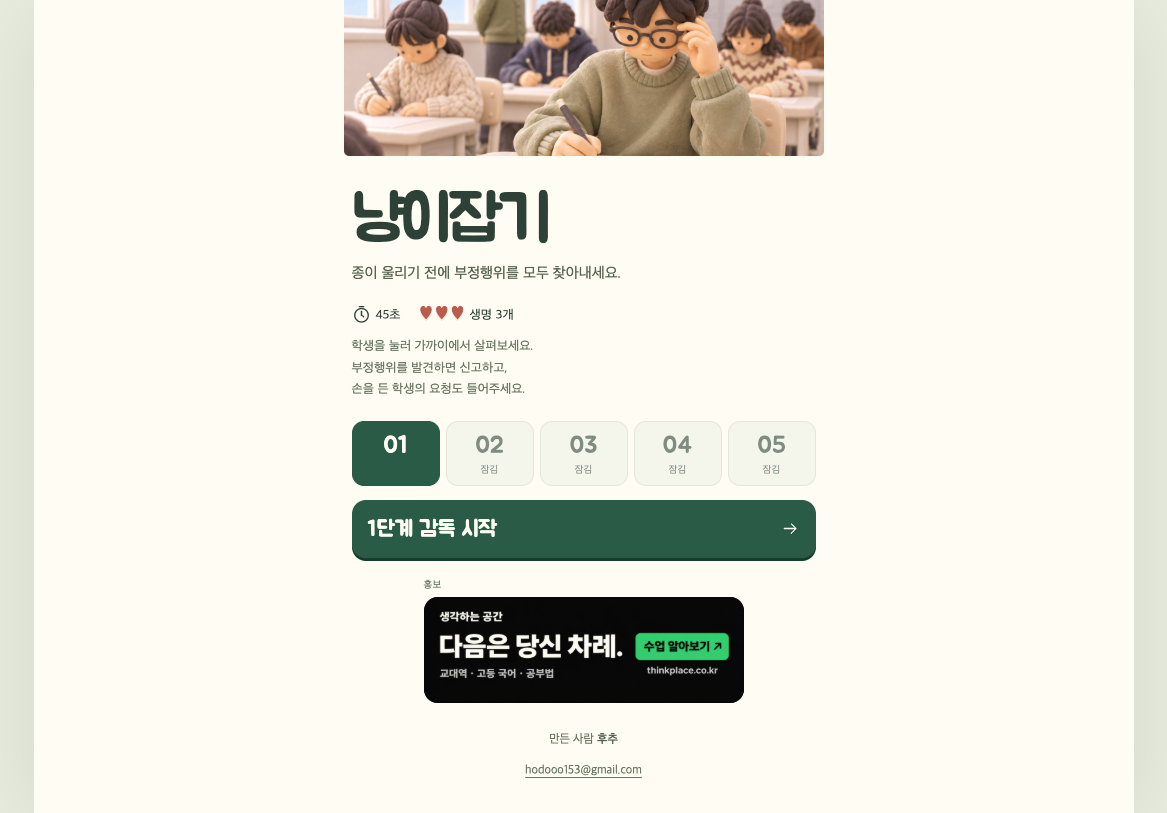 냥이잡기
종이 울리기 전에 부정행위를 모두 찾아내세요.
45초 생명 3개
학생을 눌러 가까이에서 살펴보세요.
부정행위를 발견하면 신고하고,
손을 든 학생의 요청도 들어주세요.
01 02 03 04 05
잠김 잠김 잠김 잠김
1단계 감독 시작 →
홍보
생각하는 공간
다음은 당신 차례.
수업 알아보기 ↗
교대역 · 고등 국어 · 공부법
thinkplace.co.kr
만든 사람 후추
hodooo153@gmail.com